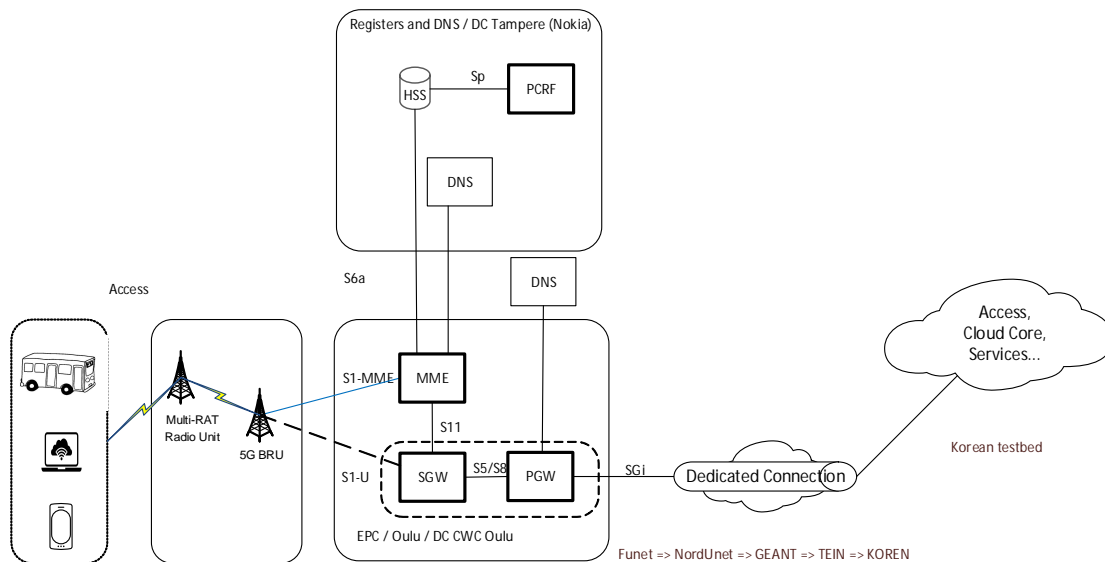 Registers and DNS / DC Tampere (Nokia)
Sp
HSS
PCRF
DNS
S6a
DNS
Access
Access,
Cloud Core,
Services...
S1-MME
MME
Multi-RAT
Radio Unit
5G BRU
S11
Korean testbed
S1-U
SGW
S5/S8
PGW
SGi
Dedicated Connection
EPC / Oulu / DC CWC Oulu
Funet => NordUnet => GEANT => TEIN => KOREN